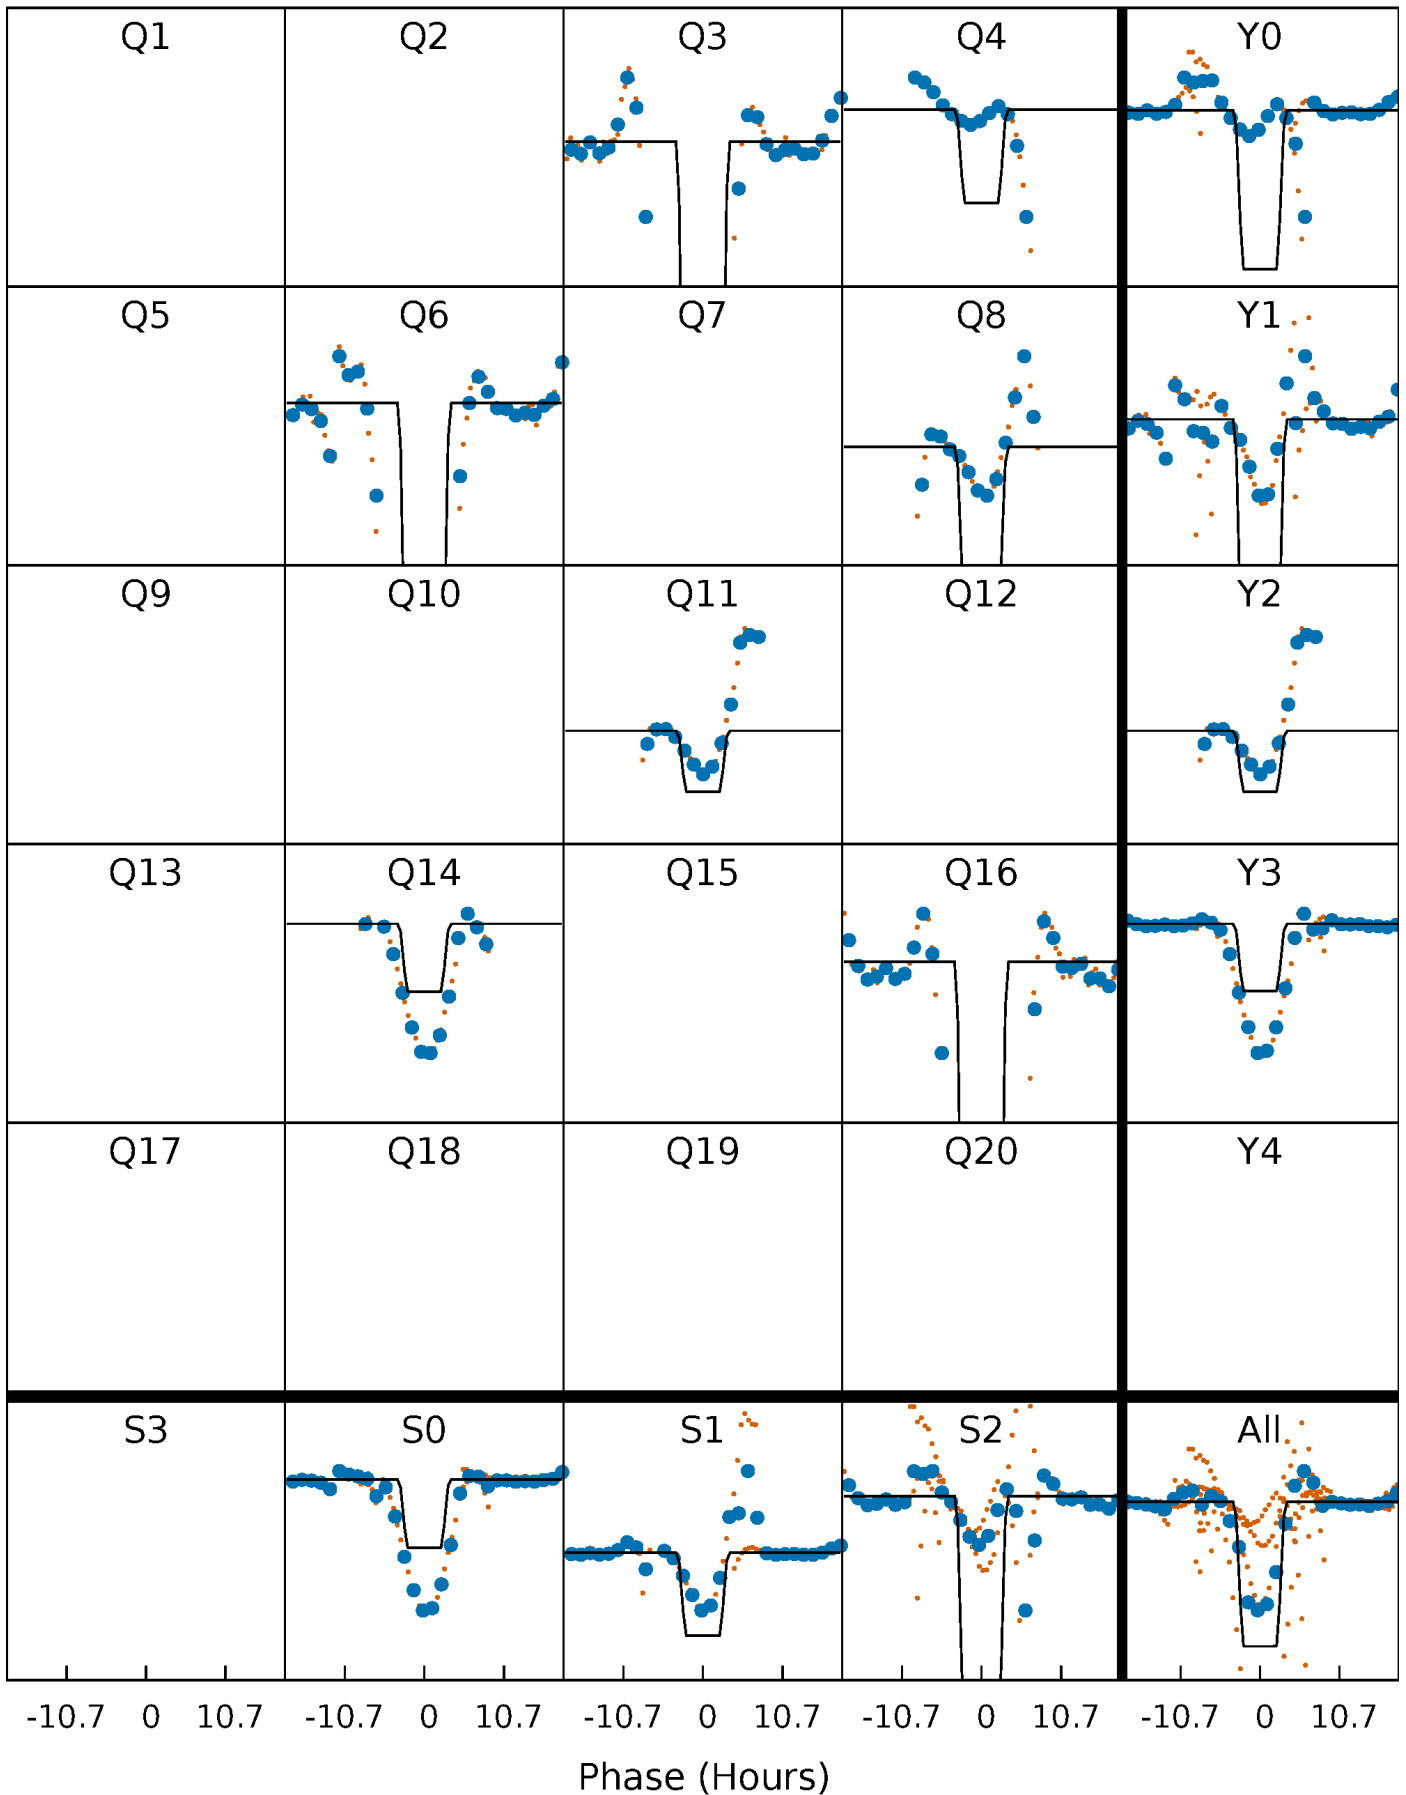 Q1 Q2 Q3 Q4 Y0
Q5 Q6 Q7 Q8 Y1
Q9 Q10 Q11 Q12 Y2
Q13 Q14 Q15 Q16 Y3
Q17 Q18 Q19 Q20 Y4
S3 S0 S1 S2 All
-10.7 0 10.7 -10.7 0 10.7 -10.7 0 10.7 -10.7 0 10.7 -10.7 0 10.7
Phase (Hours)